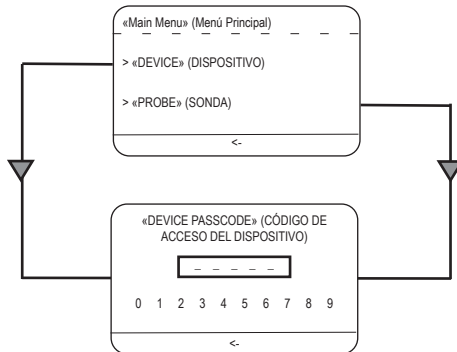 «Main Menu» (Menú Principal)
> «DEVICE» (DISPOSITIVO)
> «PROBE» (SONDA)
<-
«DEVICE PASSCODE» (CÓDIGO DE
ACCESO DEL DISPOSITIVO)
_ _ _ _ _
0 1 2 3 4 5 6 7 8 9
<-